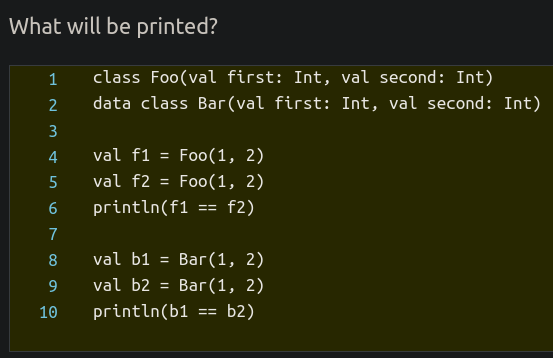 What will be printed?
1 class Foo(val first: Int, val second: Int)
2 data class Bar(val first: Int, val second: Int)
3
4 val f1 = Foo(1, 2)
5 val f2 = Foo(1, 2)
6 println(f1 == f2)
7
8 val b1 = Bar(1, 2)
9 val b2 = Bar(1, 2)
10 println(b1 == b2)